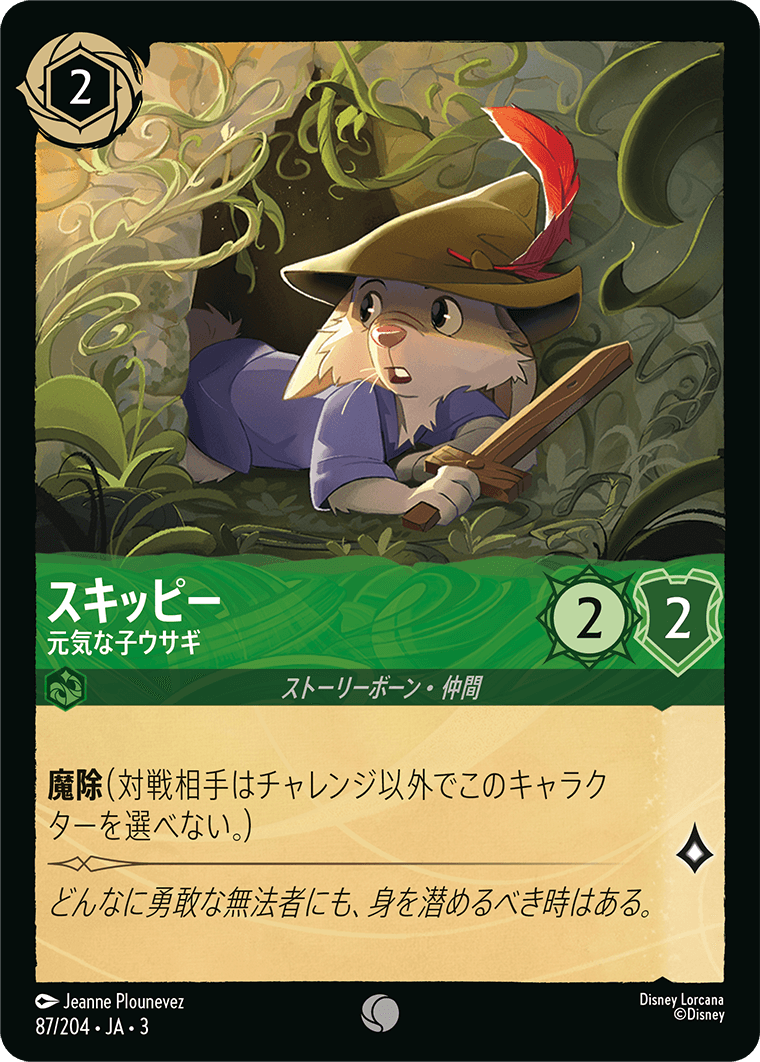 2
スキッピー
元気な子ウサギ
2
2
ストーリーボーン・仲間
魔除(対戦相手はチャレンジ以外でこのキャラク
ターを選べない。)
どんなに勇敢な無法者にも、身を潜めるべき時はある。
Jeanne Plounevez
87/204・JA・3
Disney Lorcana
©Disney